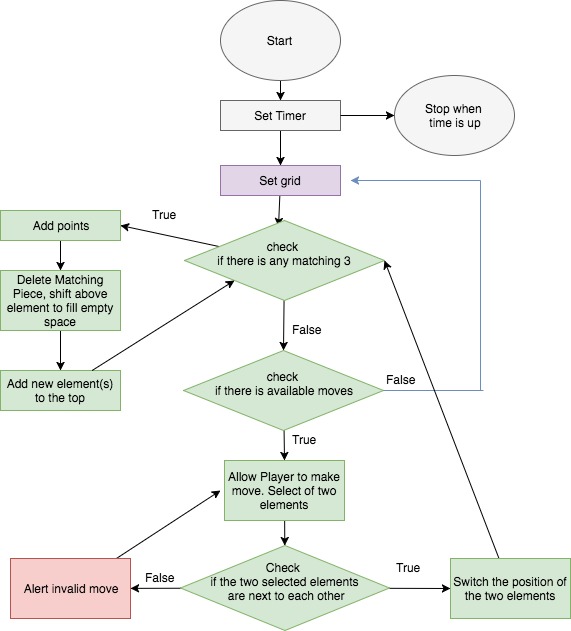 Start
Set Timer
Stop when
time is up
Set grid
True
Add points
check
if there is any matching 3
Delete Matching
Piece, shift above
element to fill empty
space
False
Add new element(s)
to the top
check
if there is available moves
False
True
Allow Player to make
move. Select of two
elements
Check
if the two selected elements
are next to each other
False
True
Alert invalid move
Switch the position of
the two elements